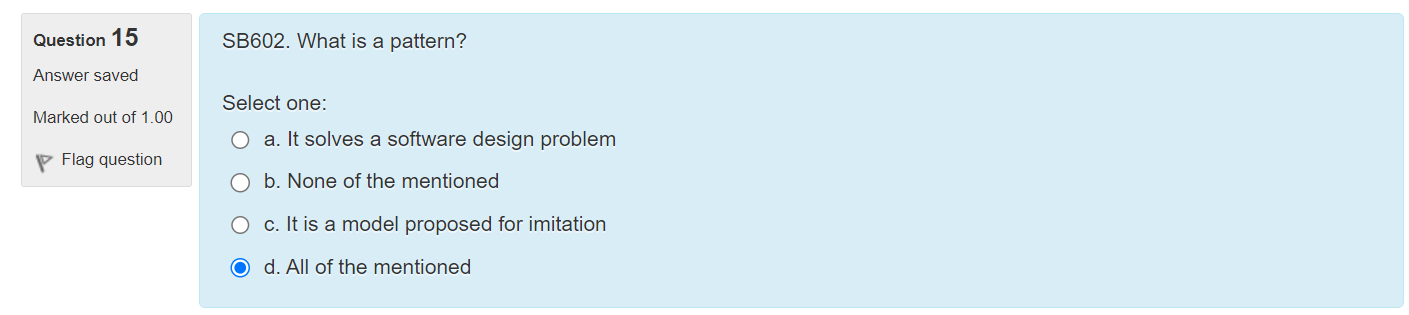 Question 15
Answer saved
Marked out of 1.00
Flag question
SB602. What is a pattern?
Select one:
a. It solves a software design problem
b. None of the mentioned
c. It is a model proposed for imitation
d. All of the mentioned